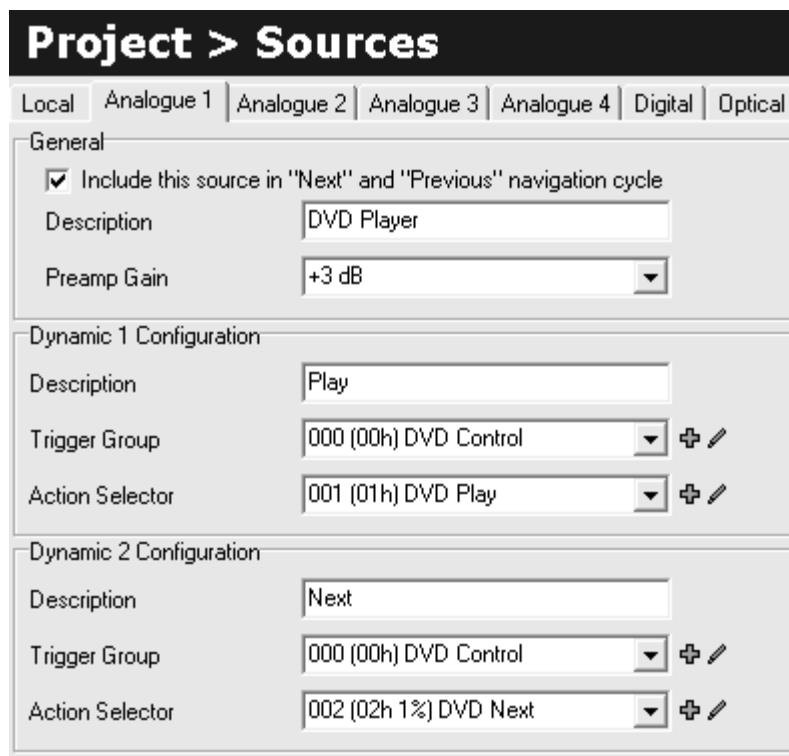 Project > Sources
Local Analogue 1 Analogue 2 Analogue 3 Analogue 4 Digital Optical
General
Include this source in "Next" and "Previous" navigation cycle
Description DVD Player
Preamp Gain +3 dB
Dynamic 1 Configuration
Description Play
Trigger Group 000 (00h) DVD Control
Action Selector 001 (01h) DVD Play
Dynamic 2 Configuration
Description Next
Trigger Group 000 (00h) DVD Control
Action Selector 002 (02h 1%) DVD Next